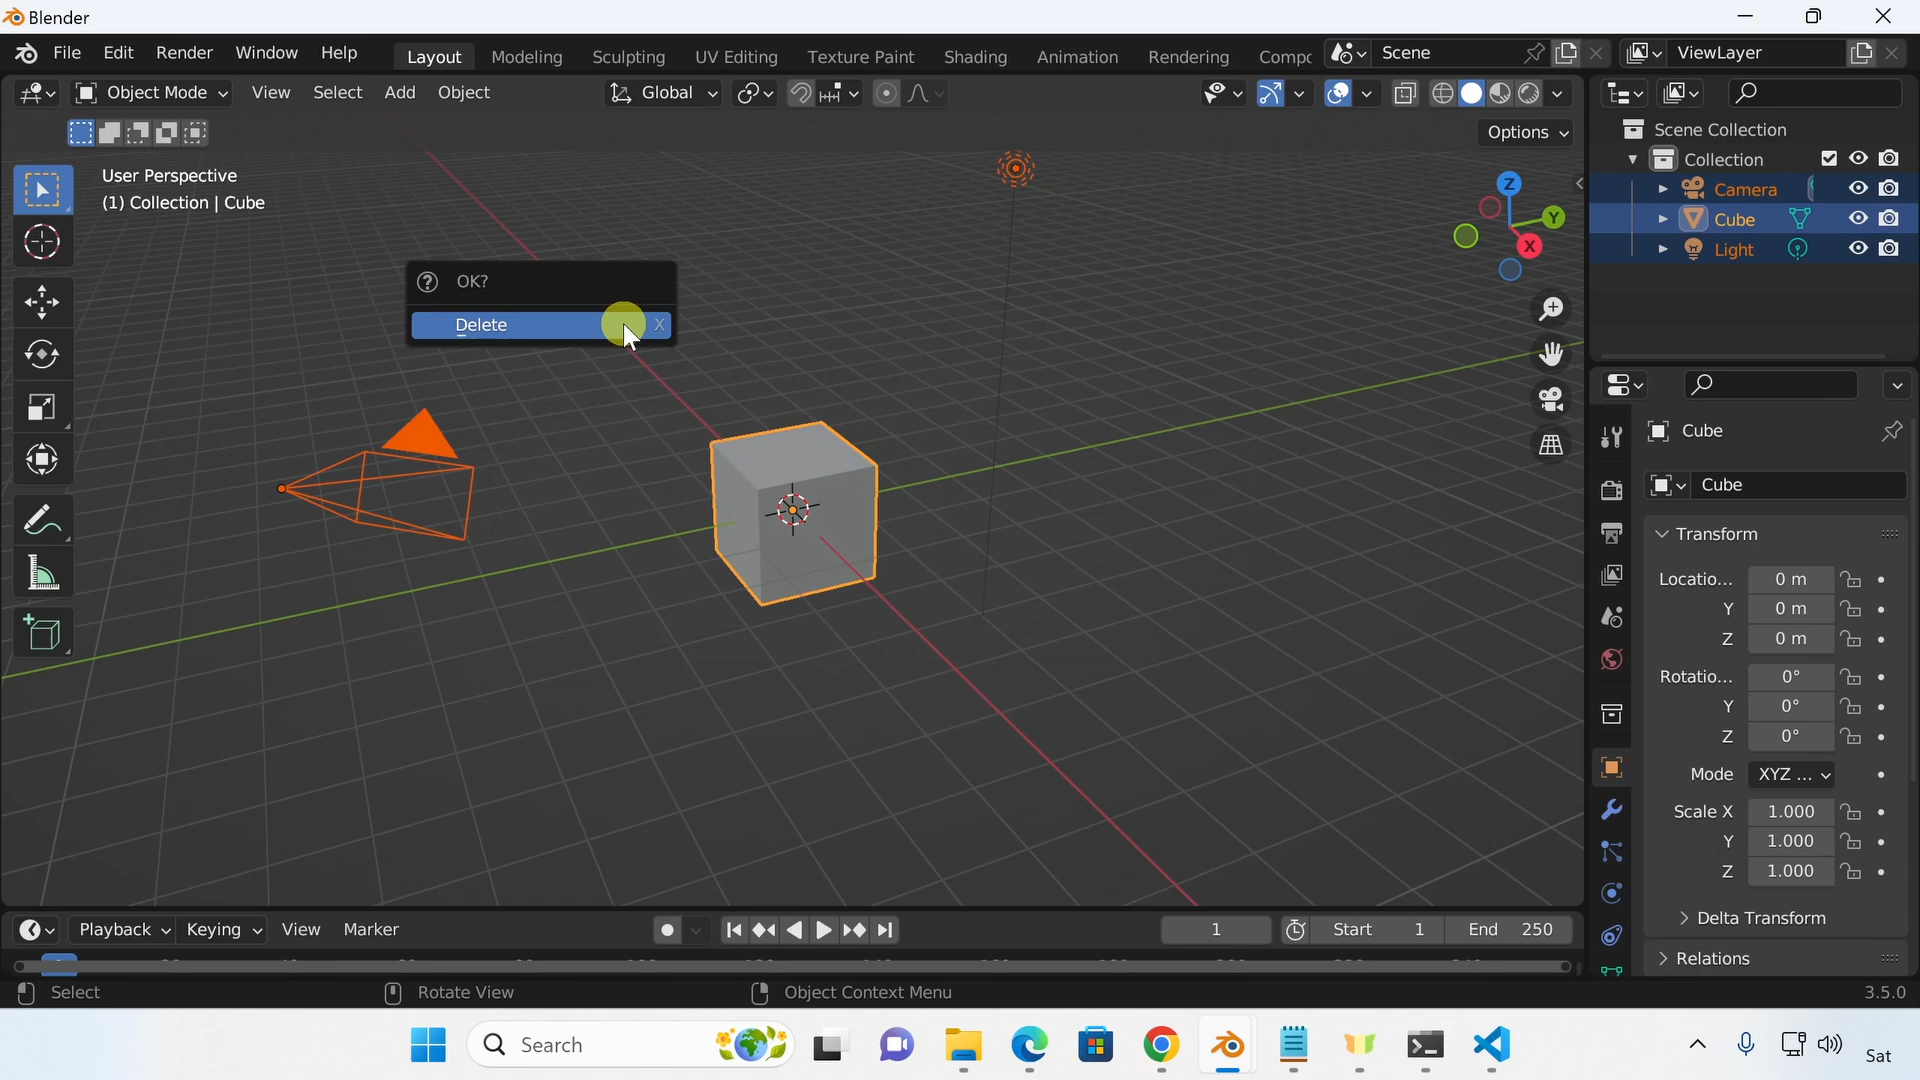 Blender
File Edit Render Window Help Layout Modeling Sculpting UV Editing Texture Paint Shading Animation Rendering Compo Scene ViewLayer
Object Mode View Select Add Object Global
Options
User Perspective
(1) Collection | Cube
Z
Y
X
OK?
Delete X
Scene Collection
Collection
Camera
Cube
Light
Cube
Cube
Transform
Locatio... 0 m
Y 0 m
Z 0 m
Rotatio... 0°
Y 0°
Z 0°
Mode XYZ ...
Scale X 1.000
Y 1.000
Z 1.000
Delta Transform
Relations
Playback Keying View Marker 1 Start 1 End 250
Select Rotate View Object Context Menu 3.5.0
Search
Sat